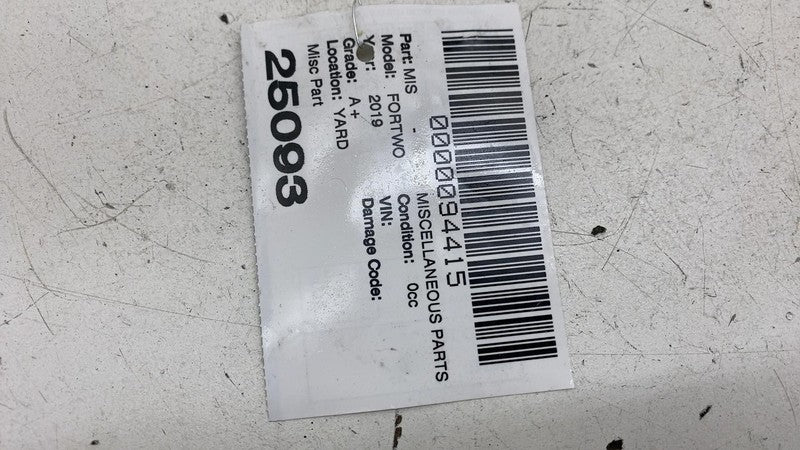 0000094415
Part: MIS - MISCELLANEOUS PARTS
Model: FORTWO Condition: 0cc
Year: 2019 VIN:
Grade: A+ Damage Code:
Location: YARD
Misc Part
25093